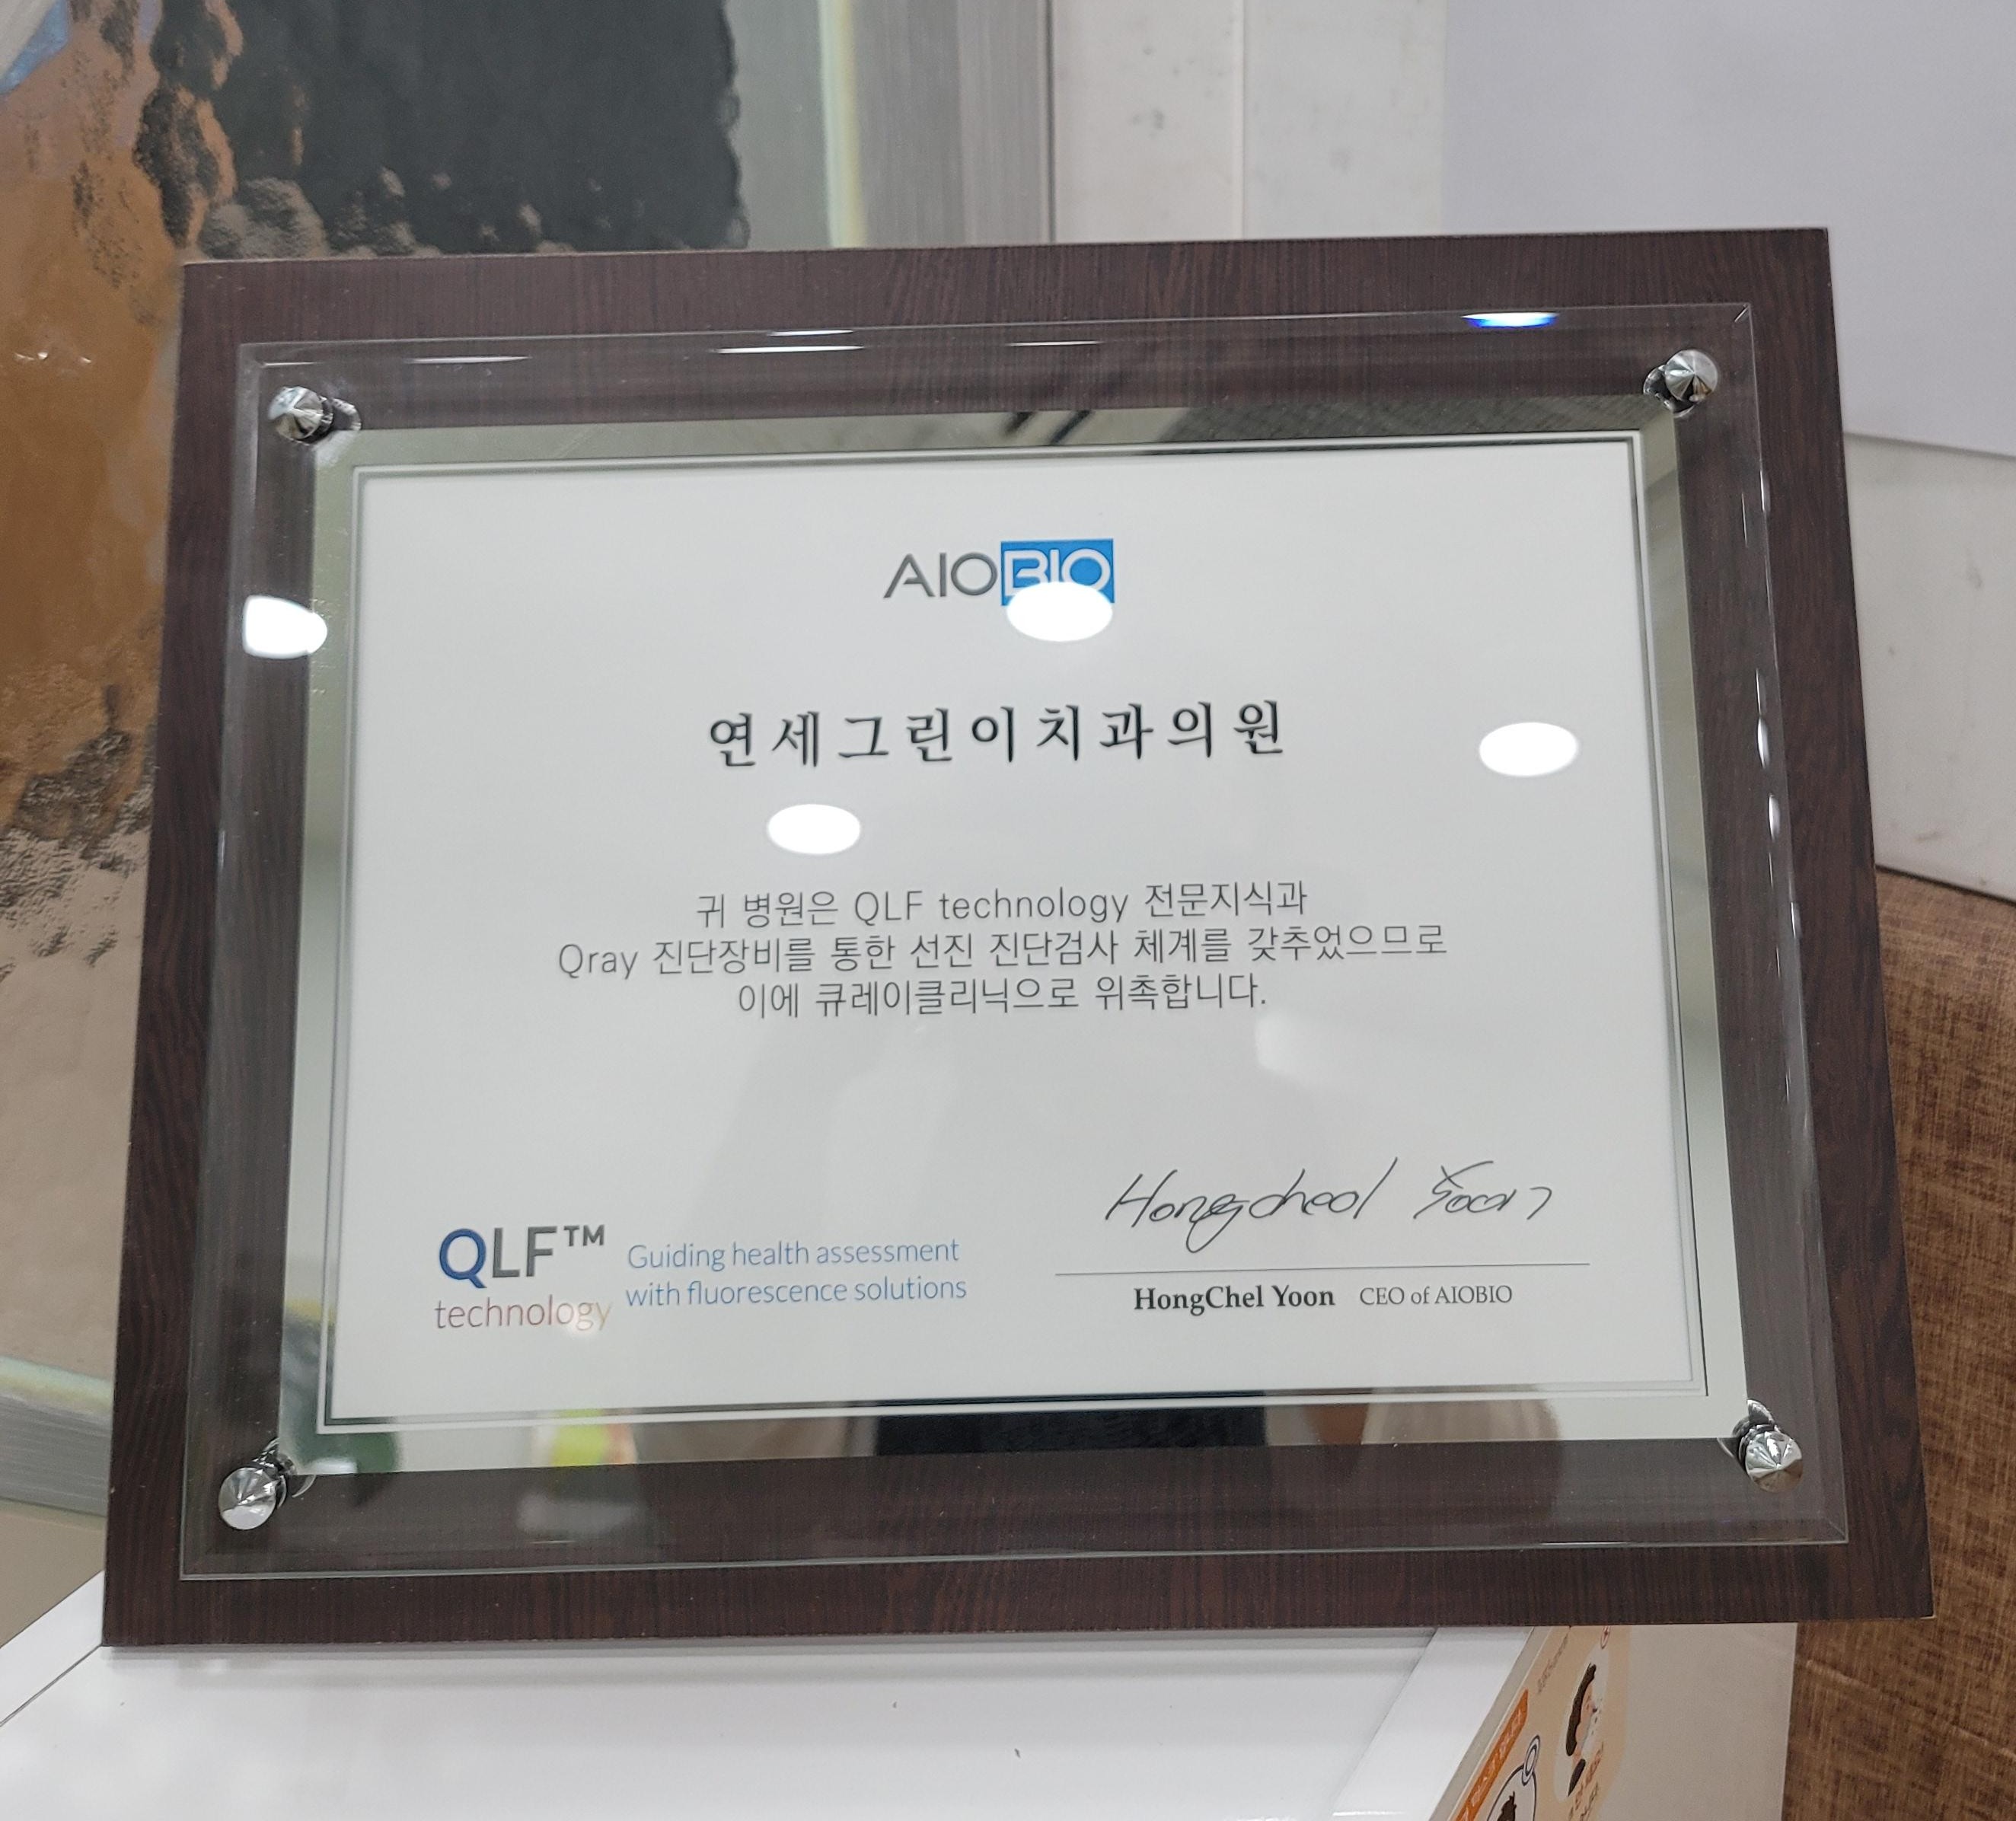 AIOBIO
연세그린이치과의원
귀 병원은 QLF technology 전문지식과
Qray 진단장비를 통한 선진 진단검사 체계를 갖추었으므로
이에 큐레이클리닉으로 위촉합니다.
Hongcheol Yoon
QLF™
technology
Guiding health assessment
with fluorescence solutions
HongChel Yoon CEO of AIOBIO